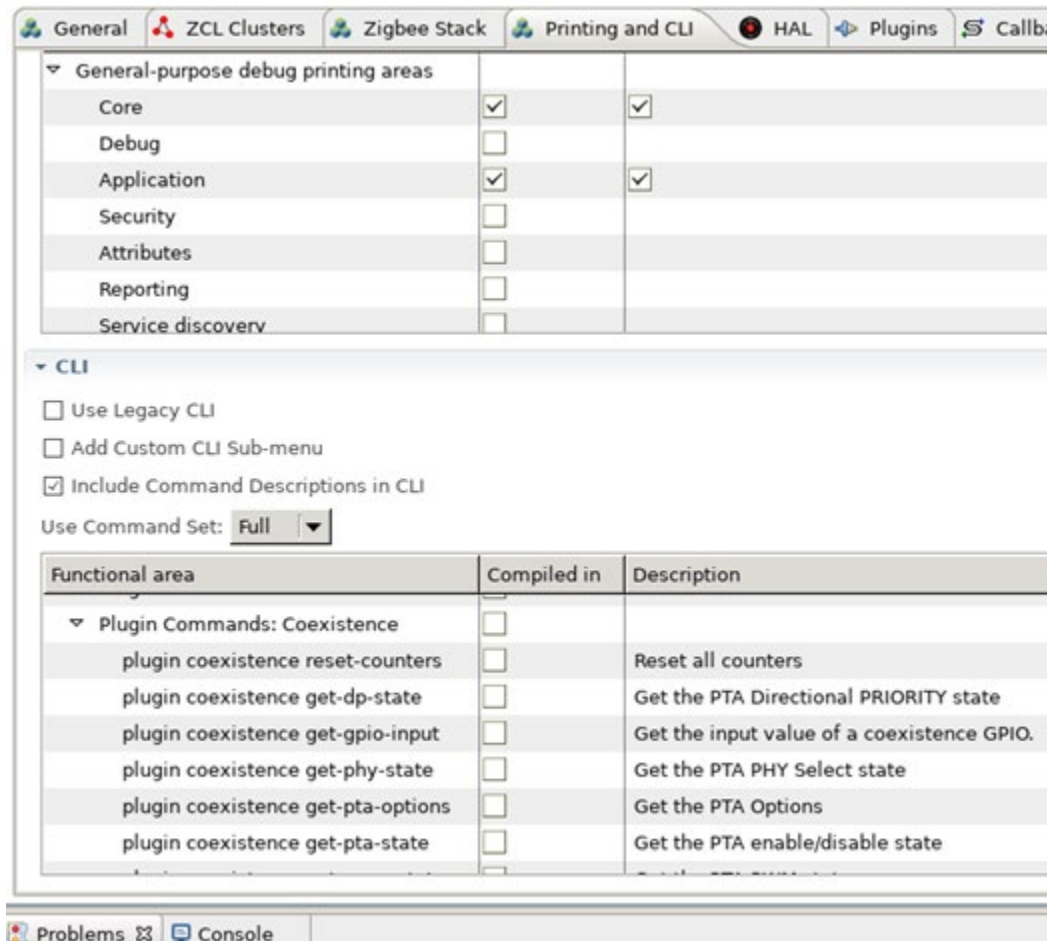 General ZCL Clusters Zigbee Stack Printing and CLI HAL Plugins Callba
General-purpose debug printing areas
Core
Debug
Application
Security
Attributes
Reporting
Service discovery
CLI
Use Legacy CLI
Add Custom CLI Sub-menu
Include Command Descriptions in CLI
Use Command Set: Full
Functional area Compiled in Description
Plugin Commands: Coexistence
plugin coexistence reset-counters Reset all counters
plugin coexistence get-dp-state Get the PTA Directional PRIORITY state
plugin coexistence get-gpio-input Get the input value of a coexistence GPIO.
plugin coexistence get-phy-state Get the PTA PHY Select state
plugin coexistence get-pta-options Get the PTA Options
plugin coexistence get-pta-state Get the PTA enable/disable state
Problems Console